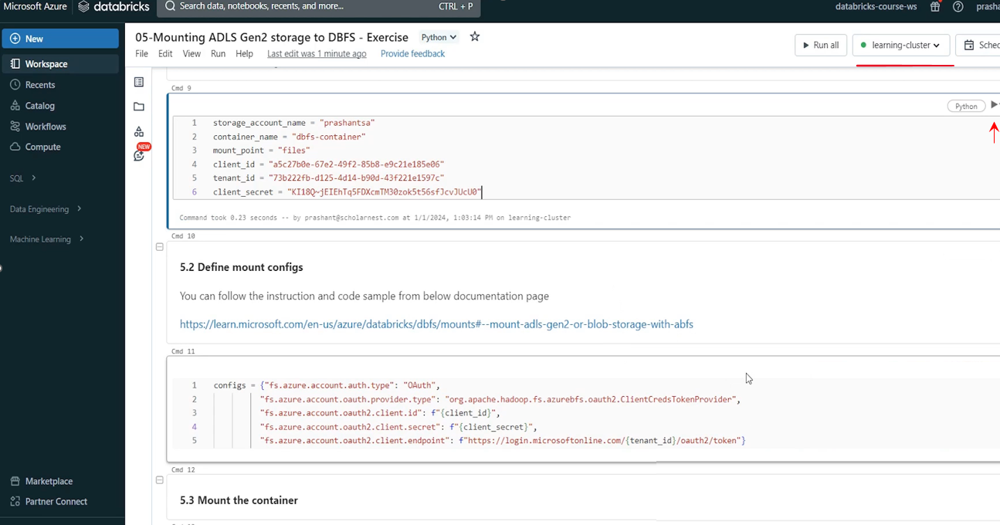 Microsoft Azure
databricks
Search data, notebooks, recents, and more...
CTRL + P
databricks-course-ws
New
Workspace
Recents
Catalog
Workflows
Compute
SQL
Data Engineering
Machine Learning
Marketplace
Partner Connect
05-Mounting ADLS Gen2 storage to DBFS - Exercise
Python
File Edit View Run Help Last edit was 1 minute ago Provide feedback
Run all
learning-cluster
NEW
Cmd 9
Python
1 storage_account_name = "prashantsa"
2 container_name = "dbfs-container"
3 mount_point = "files"
4 client_id = "a5c27b0e-67e2-49f2-85b8-e9c21e185e06"
5 tenant_id = "73b222fb-d125-4d14-b90d-43f221e1597c"
6 client_secret = "KI18Q~jEIEhTq5FDXcmTM30zok5t56sfJcvJUcU0"
Command took 0.23 seconds -- by prashant@scholarnest.com at 1/1/2024, 1:03:14 PM on learning-cluster
Cmd 10
5.2 Define mount configs
You can follow the instruction and code sample from below documentation page
https://learn.microsoft.com/en-us/azure/databricks/dbfs/mounts#--mount-adls-gen2-or-blob-storage-with-abfs
Cmd 11
1 configs = {"fs.azure.account.auth.type": "OAuth",
2 "fs.azure.account.oauth.provider.type": "org.apache.hadoop.fs.azurebfs.oauth2.ClientCredsTokenProvider",
3 "fs.azure.account.oauth2.client.id": f"{client_id}",
4 "fs.azure.account.oauth2.client.secret": f"{client_secret}",
5 "fs.azure.account.oauth2.client.endpoint": f"https://login.microsoftonline.com/{tenant_id}/oauth2/token"}
Cmd 12
5.3 Mount the container